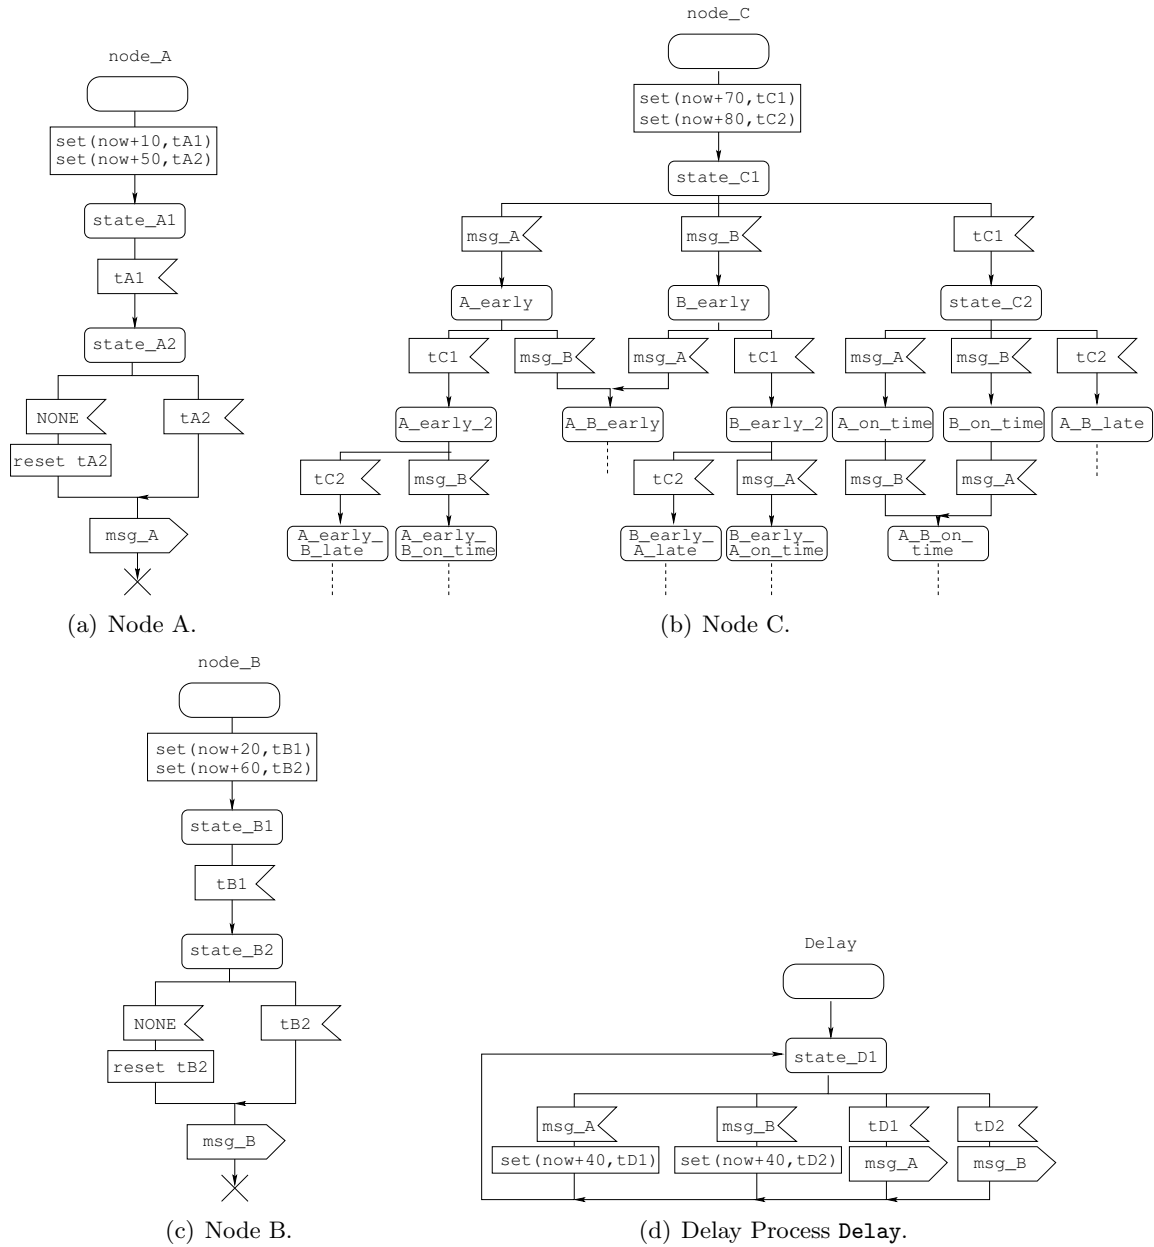 node_A
set(now+10,tA1)
set(now+50,tA2)
state_A1
tA1
state_A2
NONE
tA2
reset tA2
msg_A
(a) Node A.
node_C
set(now+70,tC1)
set(now+80,tC2)
state_C1
msg_A
msg_B
tC1
A_early
B_early
state_C2
tC1
msg_B
msg_A
tC1
msg_A
msg_B
tC2
A_early_2
A_B_early
B_early_2
A_on_time
B_on_time
A_B_late
tC2
msg_B
tC2
msg_A
msg_B
msg_A
A_early_
B_late
A_early_
B_on_time
B_early_
A_late
B_early_
A_on_time
A_B_on_
time
(b) Node C.
node_B
set(now+20,tB1)
set(now+60,tB2)
state_B1
tB1
state_B2
NONE
tB2
reset tB2
msg_B
(c) Node B.
Delay
state_D1
msg_A
msg_B
tD1
tD2
set(now+40,tD1)
set(now+40,tD2)
msg_A
msg_B
(d) Delay Process Delay.